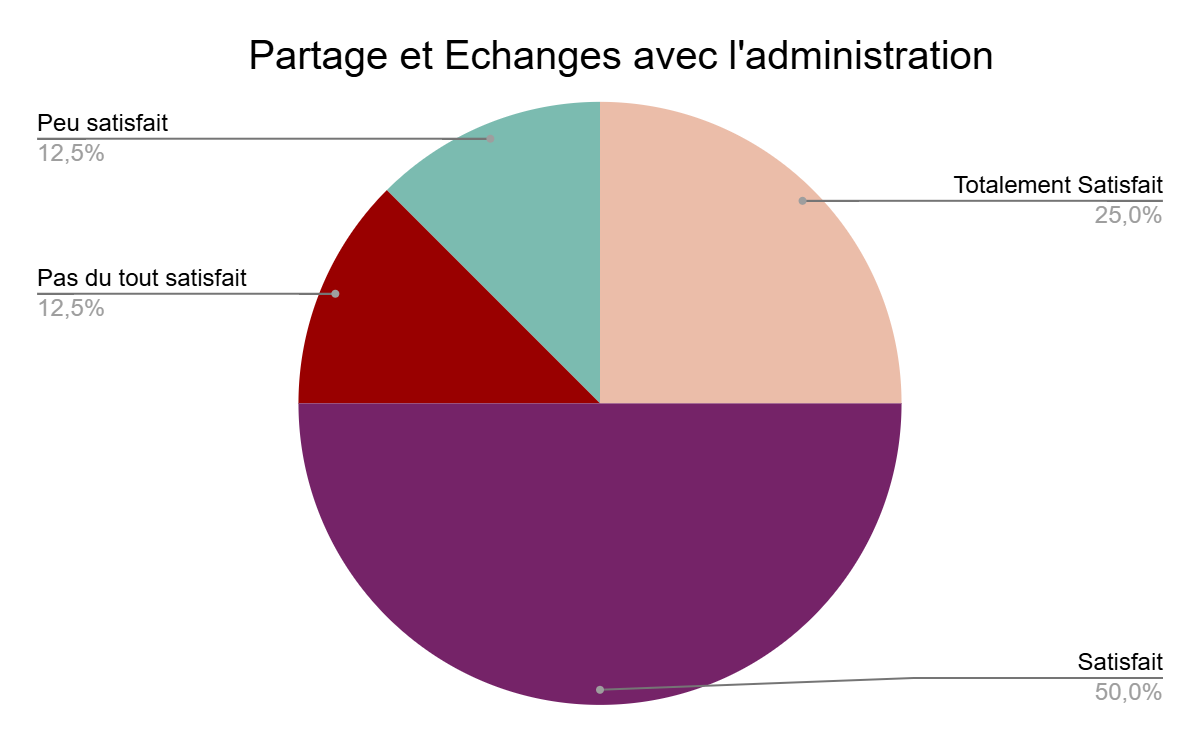 Partage et Echanges avec l'administration
Peu satisfait
12,5%
Totalement Satisfait
25,0%
Pas du tout satisfait
12,5%
Satisfait
50,0%